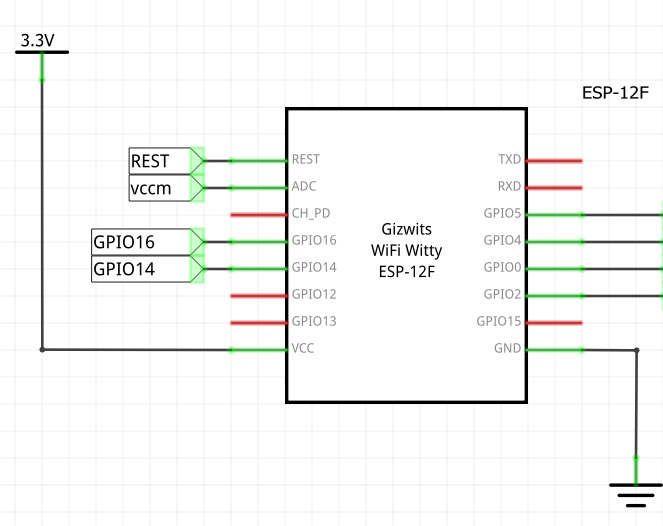 3.3V
ESP-12F
REST
vccm
GPIO16
GPIO14
REST
ADC
CH_PD
GPIO16
GPIO14
GPIO12
GPIO13
VCC
Gizwits
WiFi Witty
ESP-12F
TXD
RXD
GPIO5
GPIO4
GPIO0
GPIO2
GPIO15
GND